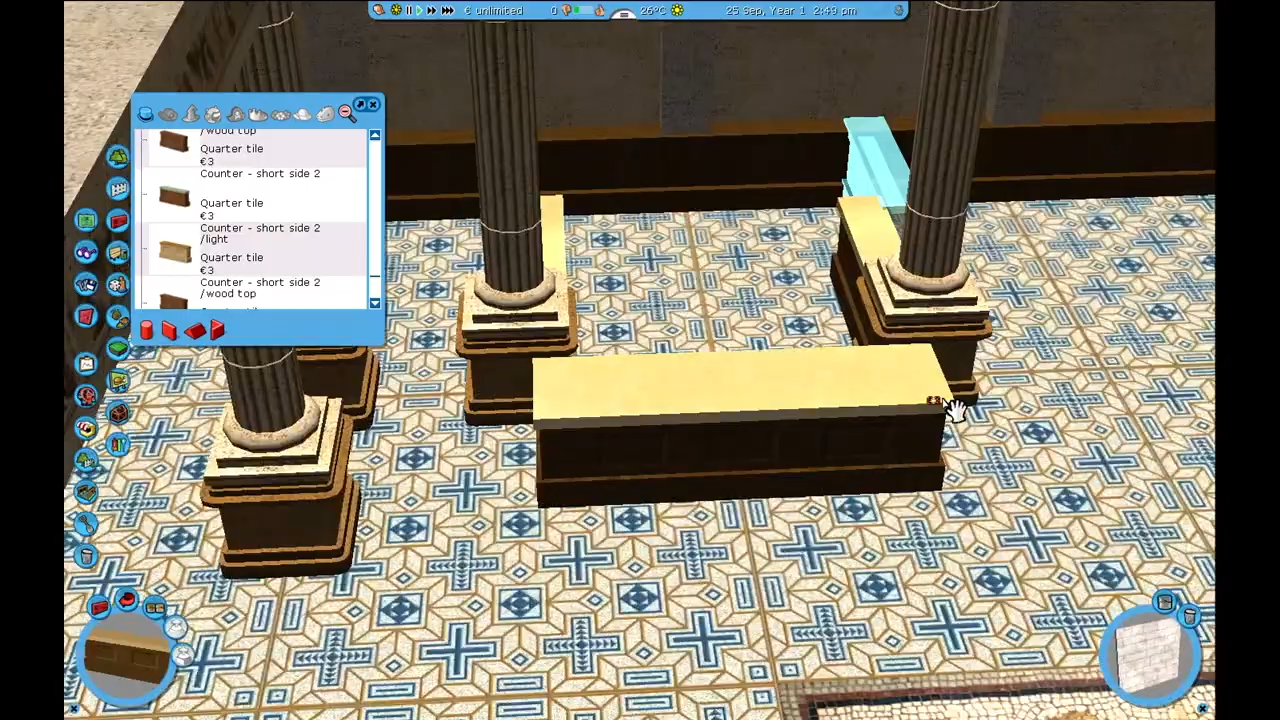 € unlimited 0 26°C 25 Sep, Year 1 2:49 pm
/wood top
Quarter tile
€3
Counter - short side 2
Quarter tile
€3
Counter - short side 2
/light
Quarter tile
€3
Counter - short side 2
/wood top